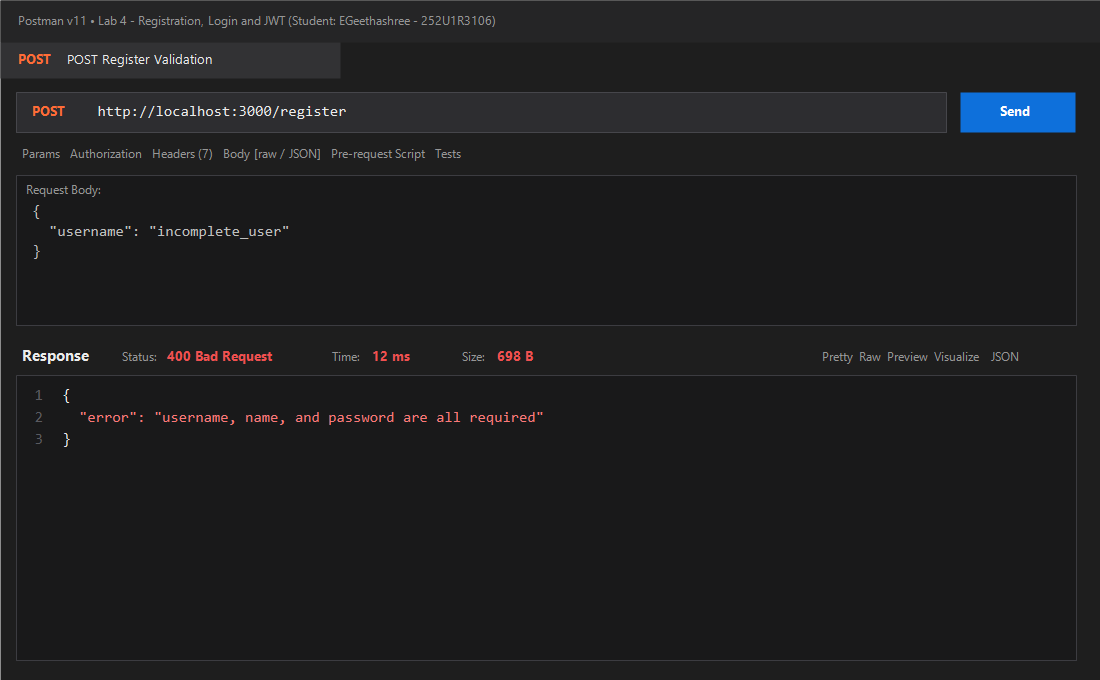 Postman v11 • Lab 4 - Registration, Login and JWT (Student: EGeethashree - 252U1R3106)
POST POST Register Validation
POST http://localhost:3000/register Send
Params Authorization Headers (7) Body [raw / JSON] Pre-request Script Tests
Request Body:
{
"username": "incomplete_user"
}
Response Status: 400 Bad Request Time: 12 ms Size: 698 B Pretty Raw Preview Visualize JSON
1 {
2 "error": "username, name, and password are all required"
3 }